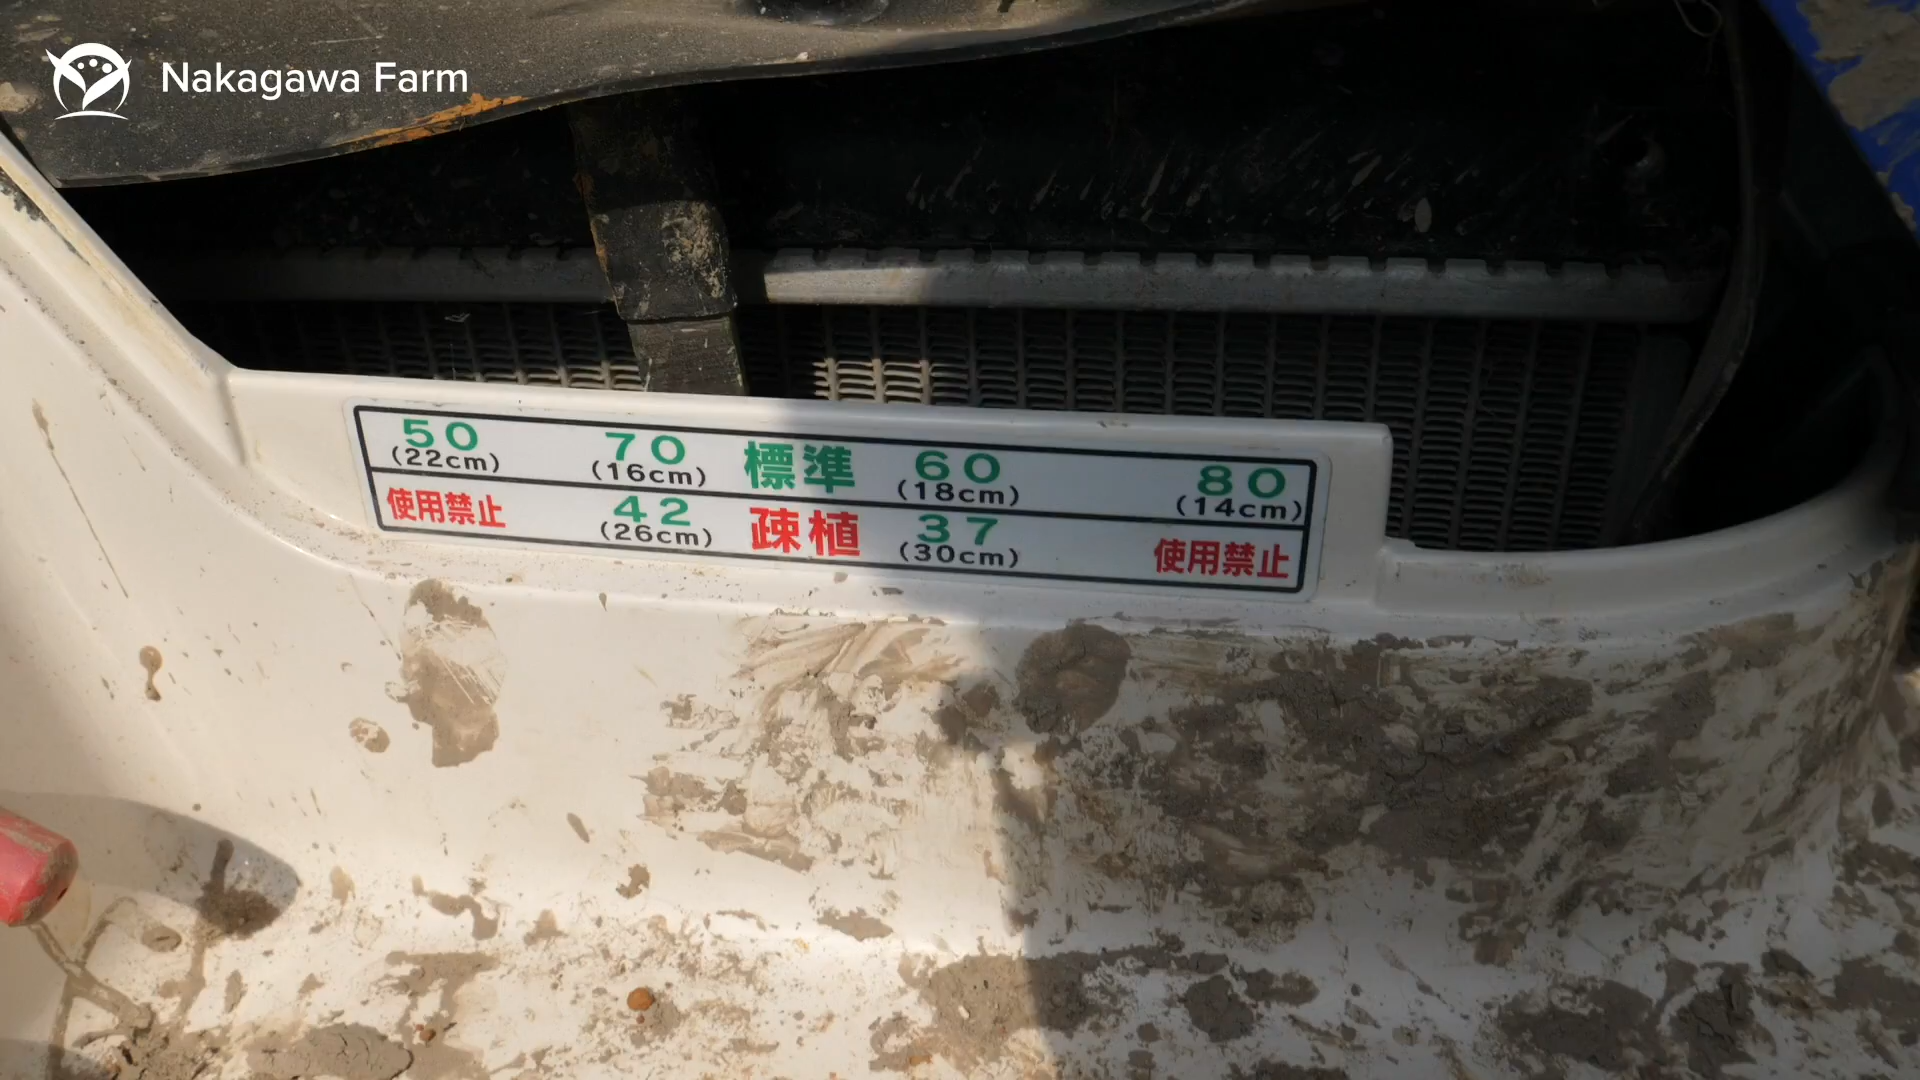 Nakagawa Farm
50 70 標準 60 80
(22cm) (16cm) (18cm) (14cm)
使用禁止 42 疎植 37 使用禁止
(26cm) (30cm)